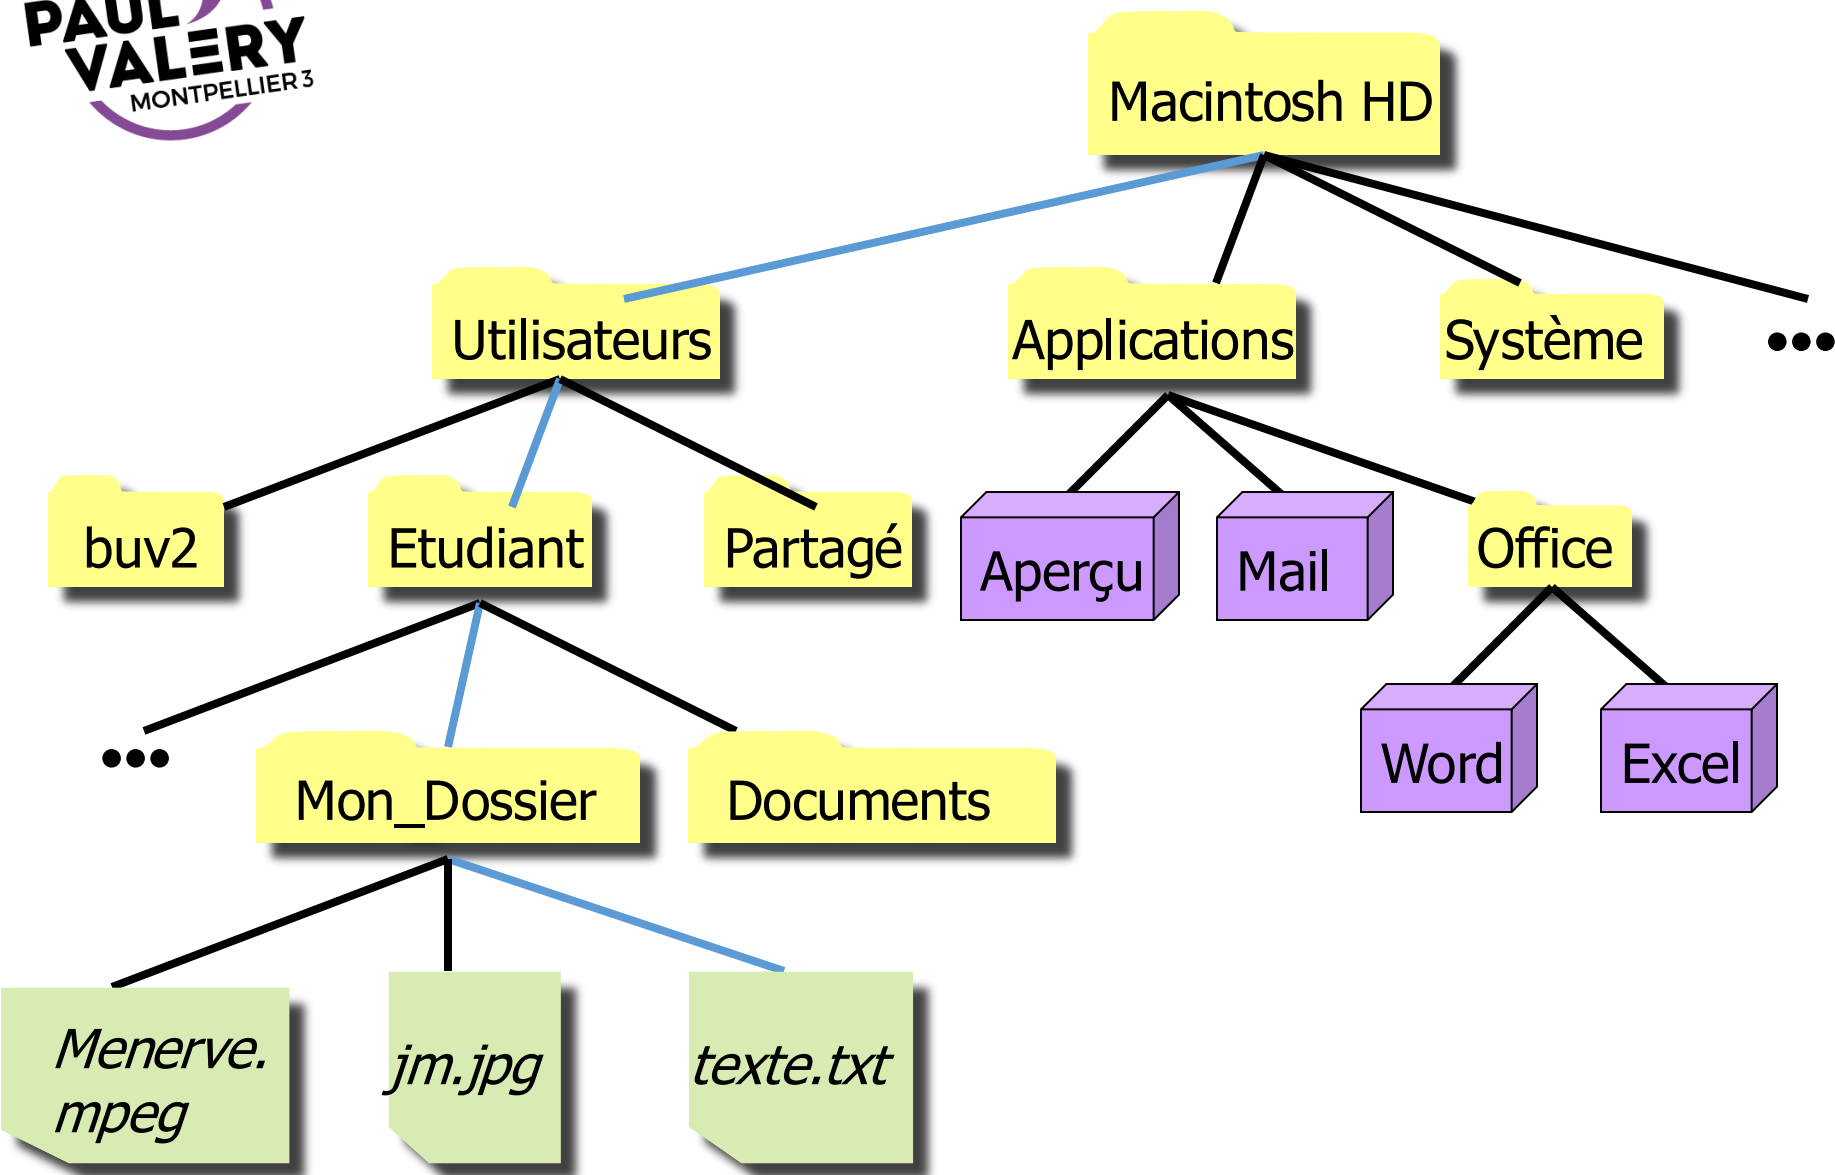 PAUL
VALERY
MONTPELLIER 3
Macintosh HD
Utilisateurs
Applications
Système
...
buv2
Etudiant
Partagé
Aperçu
Mail
Office
...
Mon_Dossier
Documents
Word
Excel
Menerve.
mpeg
jm.jpg
texte.txt